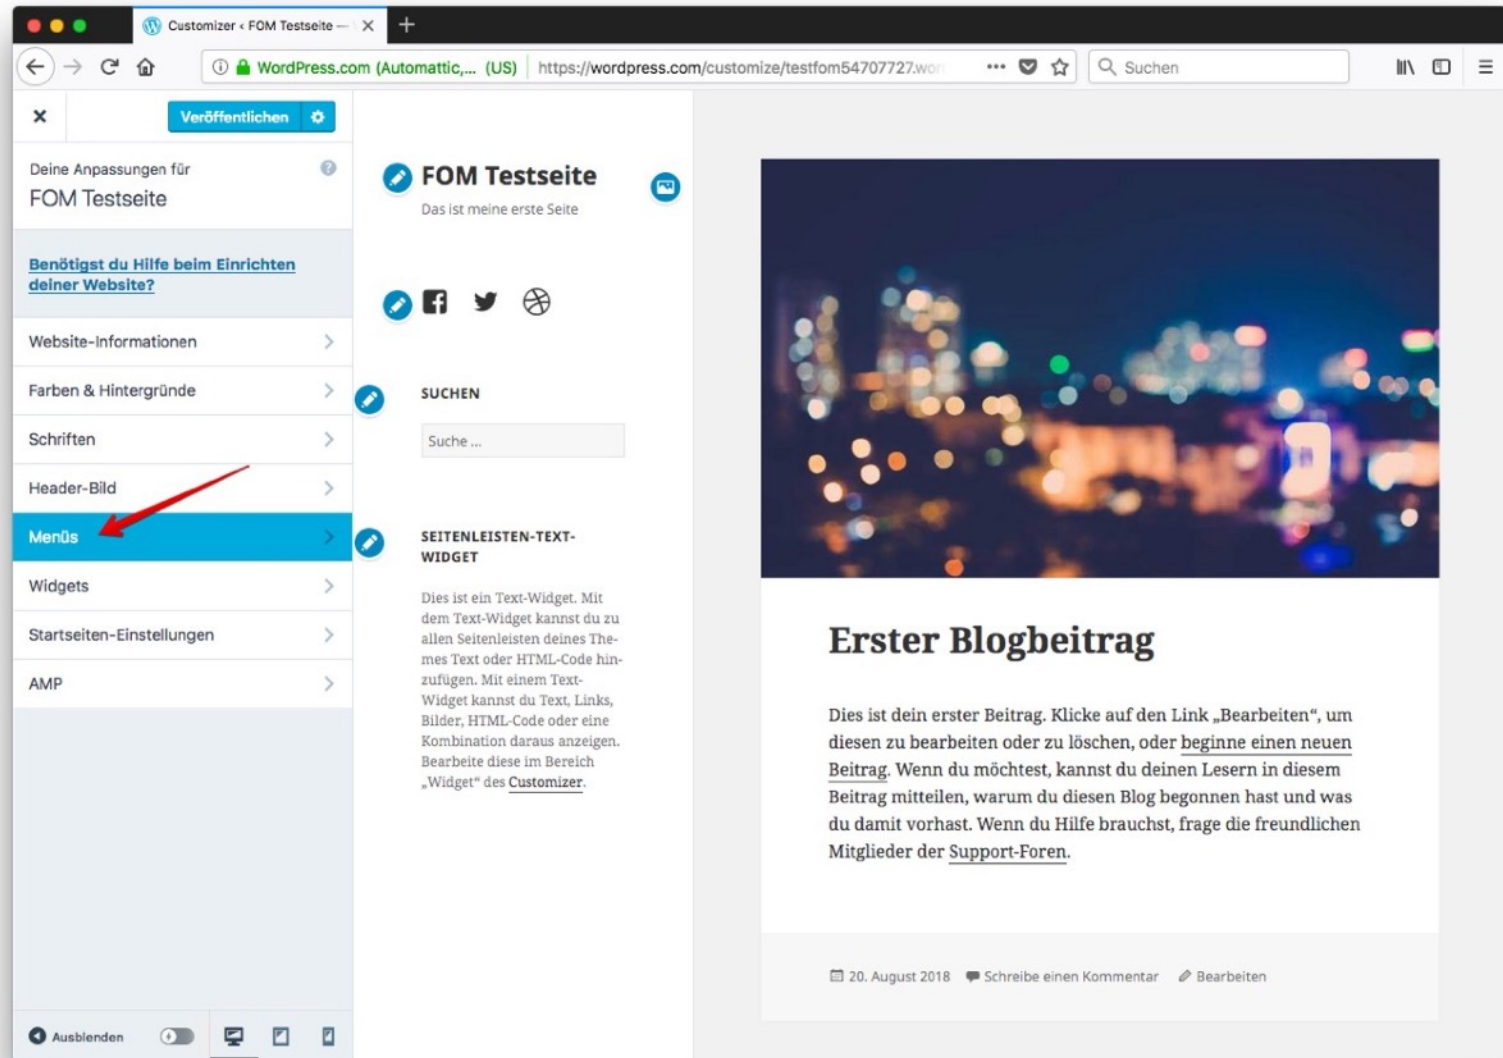 Customizer ‹ FOM Testseite —
WordPress.com (Automattic,... (US)
https://wordpress.com/customize/testfom54707727.wor
Suchen
Veröffentlichen
Deine Anpassungen für
FOM Testseite
Benötigst du Hilfe beim Einrichten
deiner Website?
Website-Informationen
Farben & Hintergründe
Schriften
Header-Bild
Menüs
Widgets
Startseiten-Einstellungen
AMP
Ausblenden
FOM Testseite
Das ist meine erste Seite
SUCHEN
Suche ...
SEITENLEISTEN-TEXT-
WIDGET
Dies ist ein Text-Widget. Mit
dem Text-Widget kannst du zu
allen Seitenleisten deines The-
mes Text oder HTML-Code hin-
zufügen. Mit einem Text-
Widget kannst du Text, Links,
Bilder, HTML-Code oder eine
Kombination daraus anzeigen.
Bearbeite diese im Bereich
„Widget“ des Customizer.
Erster Blogbeitrag
Dies ist dein erster Beitrag. Klicke auf den Link „Bearbeiten“, um
diesen zu bearbeiten oder zu löschen, oder beginne einen neuen
Beitrag. Wenn du möchtest, kannst du deinen Lesern in diesem
Beitrag mitteilen, warum du diesen Blog begonnen hast und was
du damit vorhast. Wenn du Hilfe brauchst, frage die freundlichen
Mitglieder der Support-Foren.
20. August 2018 Schreibe einen Kommentar Bearbeiten